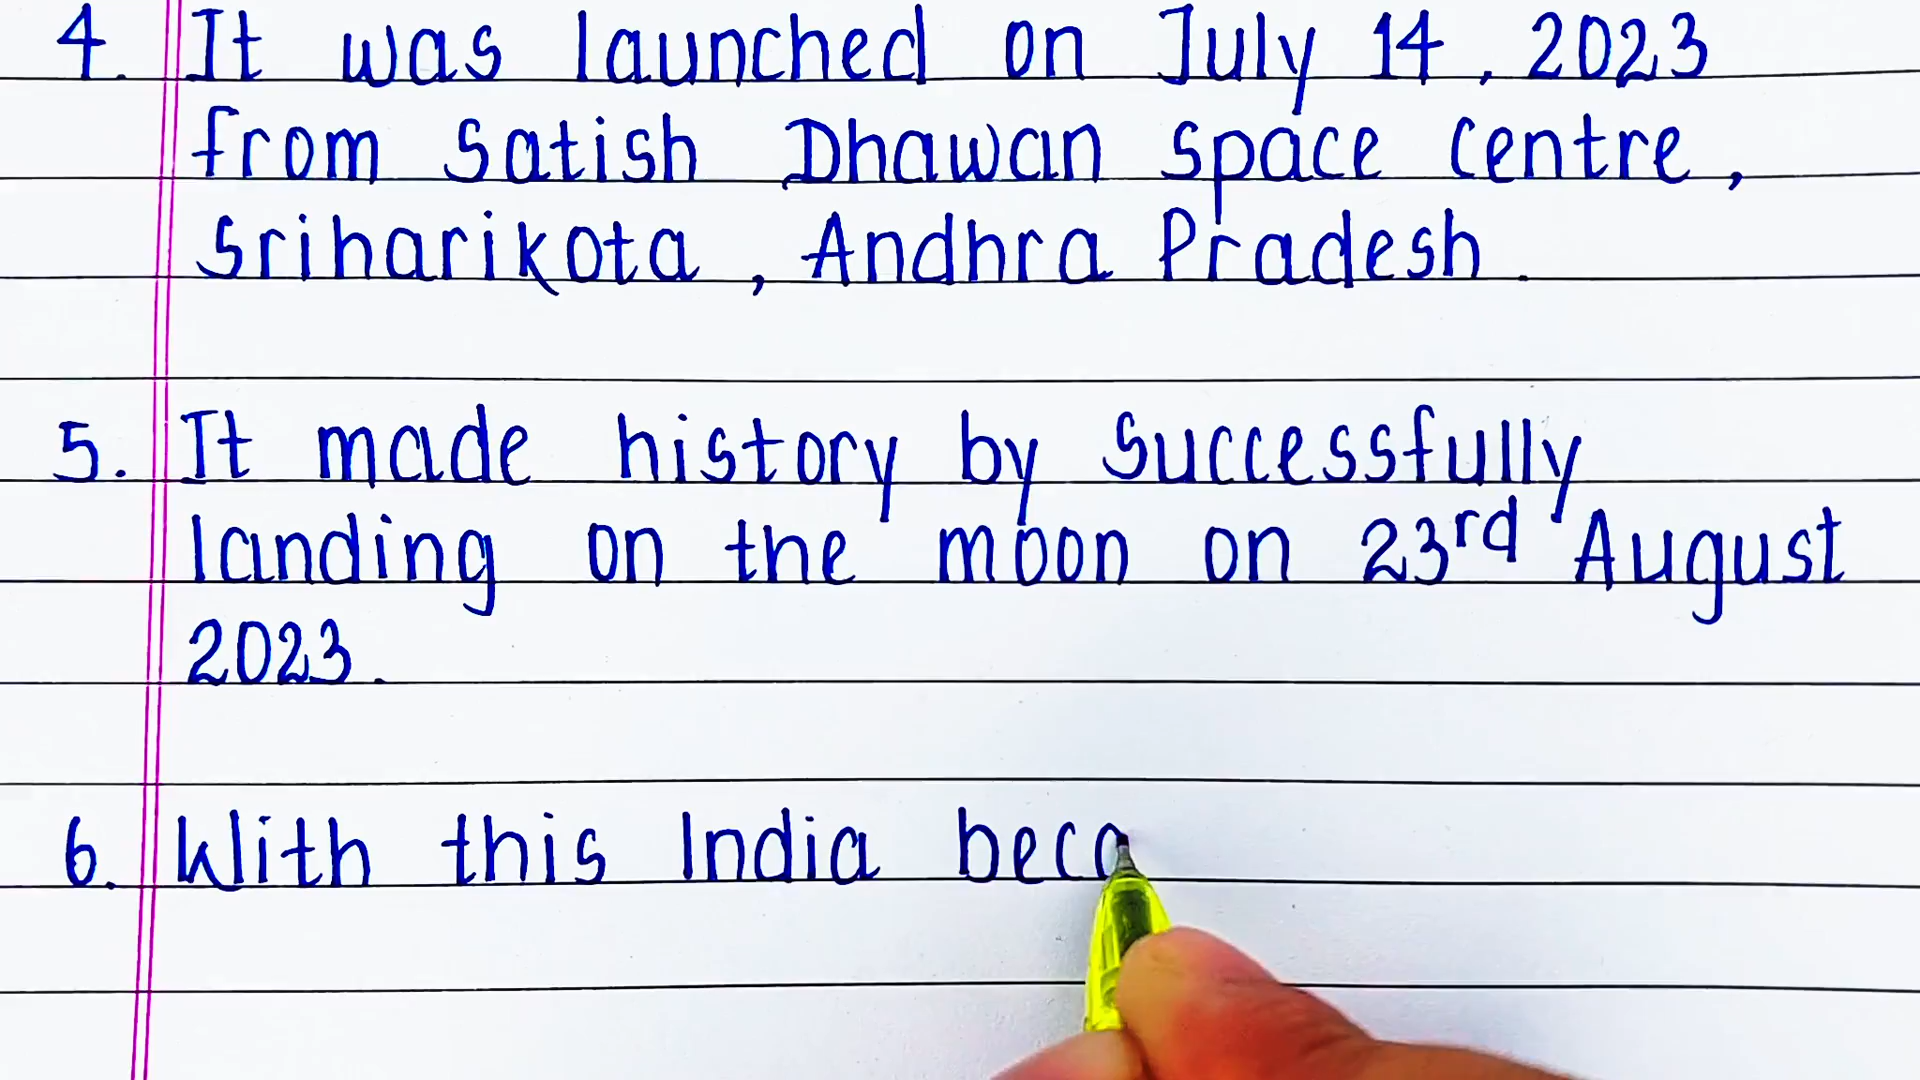 4. It was launched on July 14, 2023
from Satish Dhawan Space Centre,
Sriharikota, Andhra Pradesh.
5. It made history by Successfully
landing on the moon on 23rd August
2023.
6. With this India beca